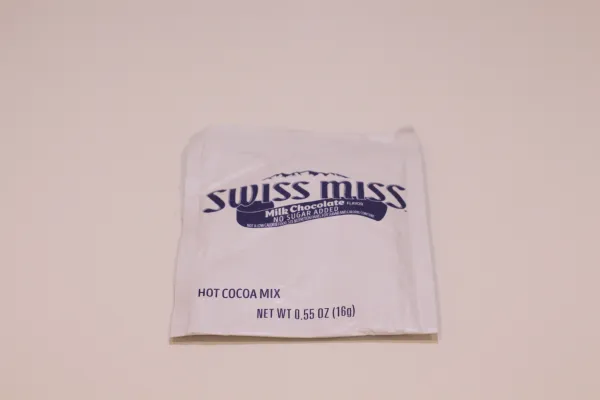 SWISS MISS
Milk Chocolate FLAVOR
NO SUGAR ADDED
HOT COCOA MIX
NET WT 0.55 OZ (16g)